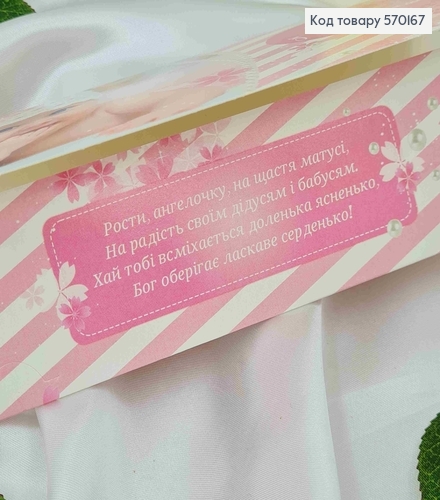 Код товару 570167
Рости, ангелочку, на щастя матусі,
На радість своїм дідусям і бабусям.
Хай тобі всміхається доленька ясненько,
Бог оберігає ласкаве серденько!